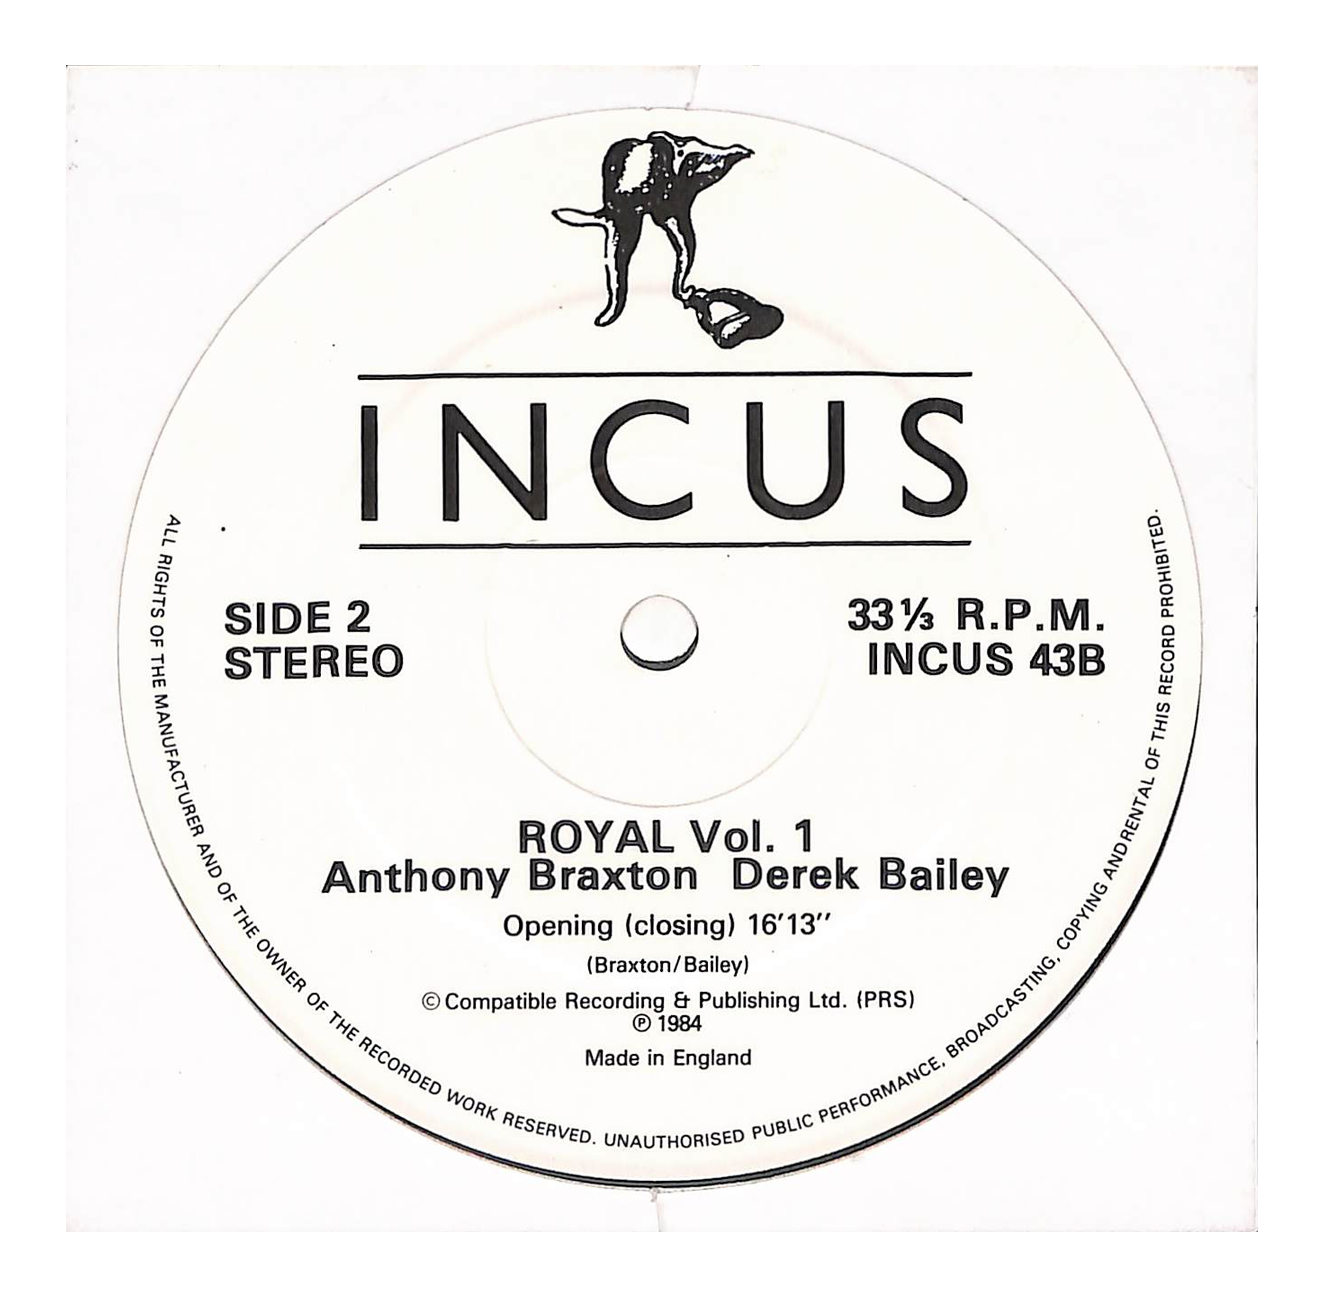 INCUS
SIDE 2
STEREO
33⅓ R.P.M.
INCUS 43B
ROYAL Vol. 1
Anthony Braxton Derek Bailey
Opening (closing) 16'13''
(Braxton/Bailey)
© Compatible Recording & Publishing Ltd. (PRS)
℗ 1984
Made in England
ALL RIGHTS OF THE MANUFACTURER AND OF THE OWNER OF THE RECORDED WORK RESERVED. UNAUTHORISED PUBLIC PERFORMANCE, BROADCASTING, COPYING ANDRENTAL OF THIS RECORD PROHIBITED.